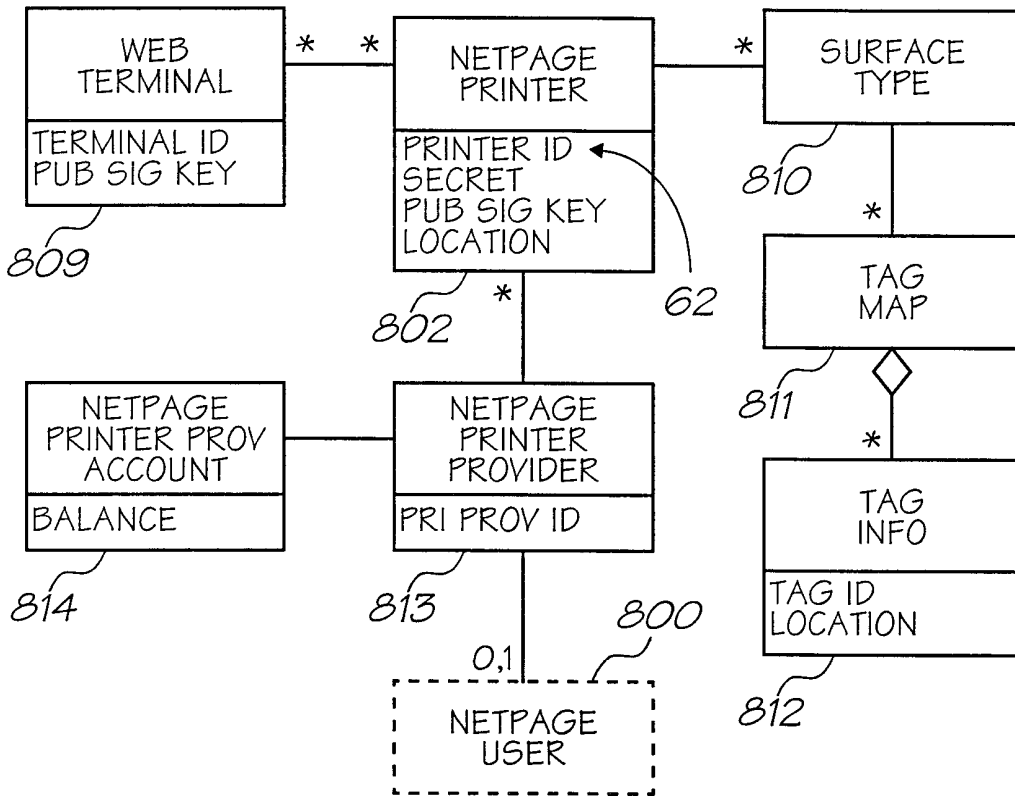 WEB
TERMINAL
TERMINAL ID
PUB SIG KEY
809
* *
NETPAGE
PRINTER
PRINTER ID
SECRET
PUB SIG KEY
LOCATION
802
62
*
*
SURFACE
TYPE
810
*
TAG
MAP
811
*
TAG
INFO
TAG ID
LOCATION
812
NETPAGE
PRINTER PROV
ACCOUNT
BALANCE
814
NETPAGE
PRINTER
PROVIDER
PRI PROV ID
813
800
0,1
NETPAGE
USER